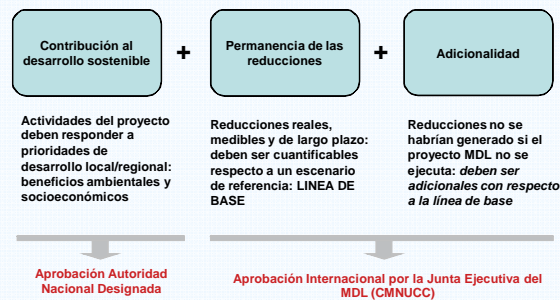 Contribución al
desarrollo sostenible
+
Permanencia de las
reducciones
+
Adicionalidad
Actividades del proyecto
deben responder a
prioridades de
desarrollo local/regional:
beneficios ambientales y
socioeconómicos
Reducciones reales,
medibles y de largo plazo:
deben ser cuantificables
respecto a un escenario
de referencia: LINEA DE
BASE
Reducciones no se
habrían generado si el
proyecto MDL no se
ejecuta: deben ser
adicionales con respecto
a la línea de base
Aprobación Autoridad
Nacional Designada
Aprobación Internacional por la Junta Ejecutiva del
MDL (CMNUCC)